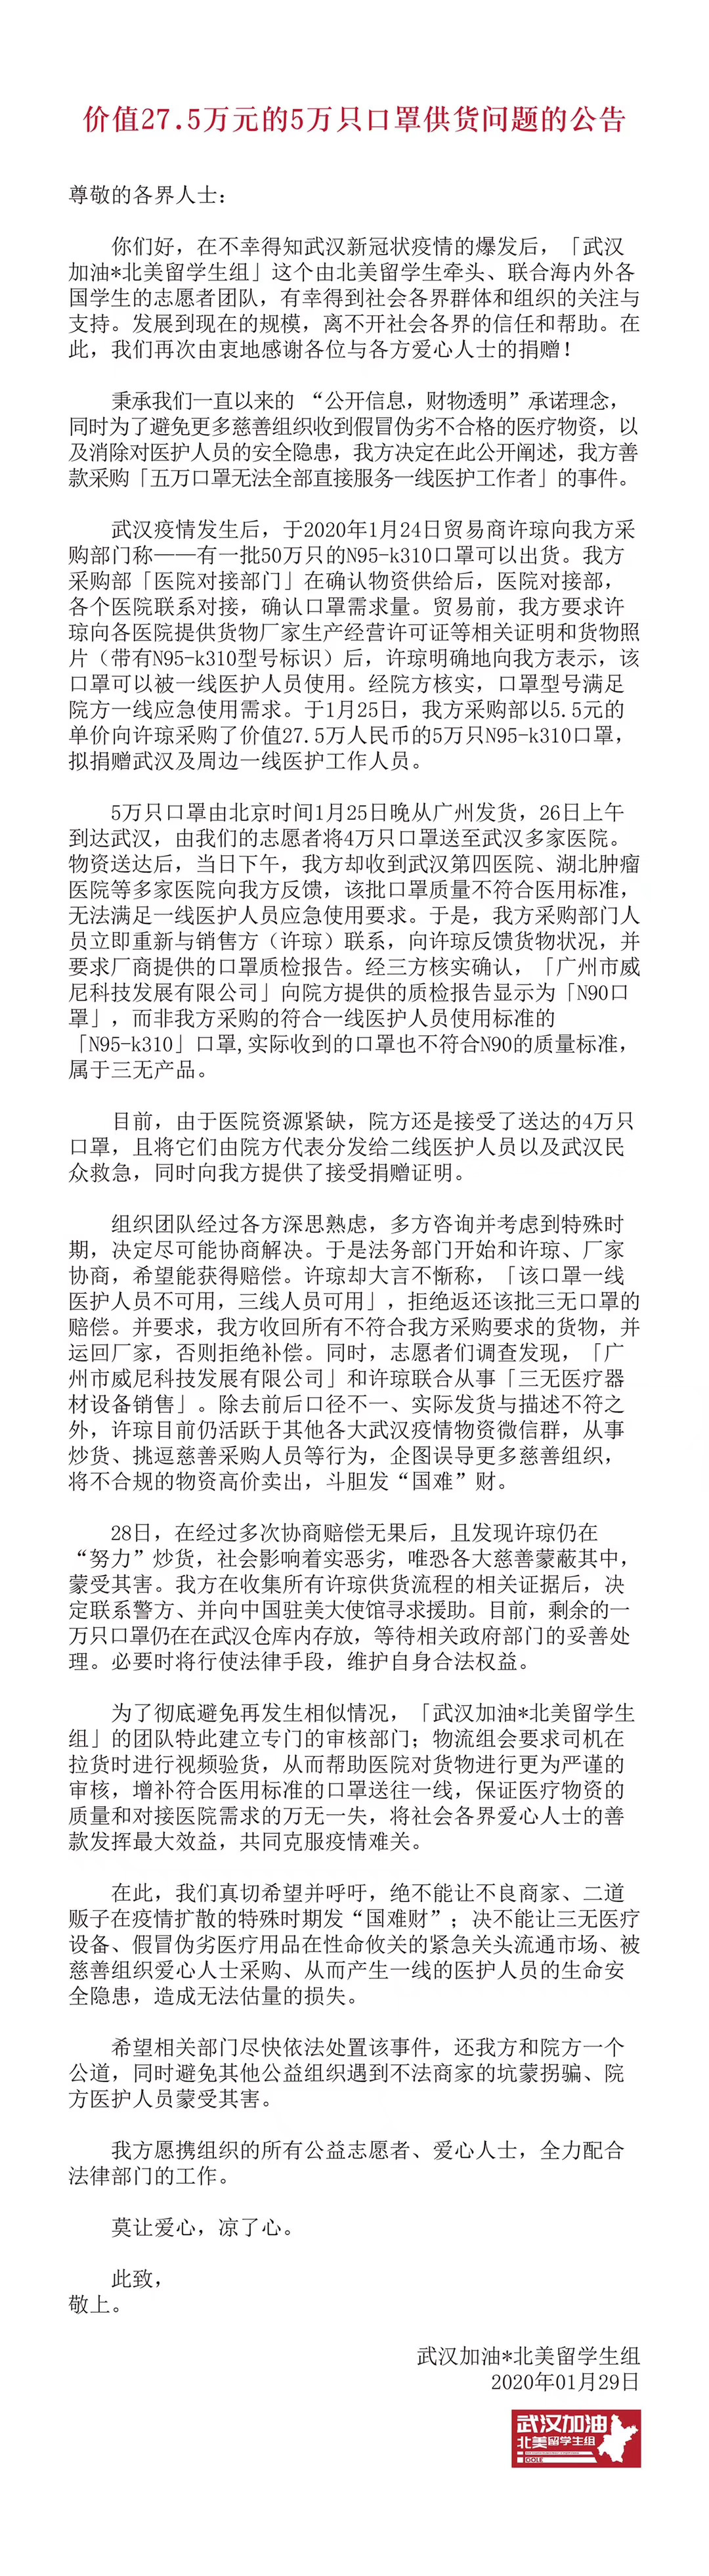 价值27.5万元的5万只口罩供货问题的公告
尊敬的各界人士：
你们好，在不幸得知武汉新冠状疫情的爆发后，「武汉
加油*北美留学生组」这个由北美留学生牵头、联合海内外各
国学生的志愿者团队，有幸得到社会各界群体和组织的关注与
支持。发展到现在的规模，离不开社会各界的信任和帮助。在
此，我们再次由衷地感谢各位与各方爱心人士的捐赠！
秉承我们一直以来的 “公开信息，财物透明”承诺理念，
同时为了避免更多慈善组织收到假冒伪劣不合格的医疗物资，以
及消除对医护人员的安全隐患，我方决定在此公开阐述，我方善
款采购「五万口罩无法全部直接服务一线医护工作者」的事件。
武汉疫情发生后，于2020年1月24日贸易商许琼向我方采
购部门称——有一批50万只的N95-k310口罩可以出货。我方
采购部「医院对接部门」在确认物资供给后，医院对接部，
各个医院联系对接，确认口罩需求量。贸易前，我方要求许
琼向各医院提供货物厂家生产经营许可证等相关证明和货物照
片（带有N95-k310型号标识）后，许琼明确地向我方表示，该
口罩可以被一线医护人员使用。经院方核实，口罩型号满足
院方一线应急使用需求。于1月25日，我方采购部以5.5元的
单价向许琼采购了价值27.5万人民币的5万只N95-k310口罩，
拟捐赠武汉及周边一线医护工作人员。
5万只口罩由北京时间1月25日晚从广州发货，26日上午
到达武汉，由我们的志愿者将4万只口罩送至武汉多家医院。
物资送达后，当日下午，我方却收到武汉第四医院、湖北肿瘤
医院等多家医院向我方反馈，该批口罩质量不符合医用标准，
无法满足一线医护人员应急使用要求。于是，我方采购部门人
员立即重新与销售方（许琼）联系，向许琼反馈货物状况，并
要求厂商提供的口罩质检报告。经三方核实确认，「广州市威
尼科技发展有限公司」向院方提供的质检报告显示为「N90口
罩」，而非我方采购的符合一线医护人员使用标准的
「N95-k310」口罩,实际收到的口罩也不符合N90的质量标准，
属于三无产品。
目前，由于医院资源紧缺，院方还是接受了送达的4万只
口罩，且将它们由院方代表分发给二线医护人员以及武汉民
众救急，同时向我方提供了接受捐赠证明。
组织团队经过各方深思熟虑，多方咨询并考虑到特殊时
期，决定尽可能协商解决。于是法务部门开始和许琼、厂家
协商，希望能获得赔偿。许琼却大言不惭称，「该口罩一线
医护人员不可用，三线人员可用」，拒绝返还该批三无口罩的
赔偿。并要求，我方收回所有不符合我方采购要求的货物，并
运回厂家，否则拒绝补偿。同时，志愿者们调查发现，「广
州市威尼科技发展有限公司」和许琼联合从事「三无医疗器
材设备销售」。除去前后口径不一、实际发货与描述不符之
外，许琼目前仍活跃于其他各大武汉疫情物资微信群，从事
炒货、挑逗慈善采购人员等行为，企图误导更多慈善组织，
将不合规的物资高价卖出，斗胆发“国难”财。
28日，在经过多次协商赔偿无果后，且发现许琼仍在
“努力”炒货，社会影响着实恶劣，唯恐各大慈善蒙蔽其中，
蒙受其害。我方在收集所有许琼供货流程的相关证据后，决
定联系警方、并向中国驻美大使馆寻求援助。目前，剩余的一
万只口罩仍在在武汉仓库内存放，等待相关政府部门的妥善处
理。必要时将行使法律手段，维护自身合法权益。
为了彻底避免再发生相似情况，「武汉加油*北美留学生
组」的团队特此建立专门的审核部门；物流组会要求司机在
拉货时进行视频验货，从而帮助医院对货物进行更为严谨的
审核，增补符合医用标准的口罩送往一线，保证医疗物资的
质量和对接医院需求的万无一失，将社会各界爱心人士的善
款发挥最大效益，共同克服疫情难关。
在此，我们真切希望并呼吁，绝不能让不良商家、二道
贩子在疫情扩散的特殊时期发“国难财”；决不能让三无医疗
设备、假冒伪劣医疗用品在性命攸关的紧急关头流通市场、被
慈善组织爱心人士采购、从而产生一线的医护人员的生命安
全隐患，造成无法估量的损失。
希望相关部门尽快依法处置该事件，还我方和院方一个
公道，同时避免其他公益组织遇到不法商家的坑蒙拐骗、院
方医护人员蒙受其害。
我方愿携组织的所有公益志愿者、爱心人士，全力配合
法律部门的工作。
莫让爱心，凉了心。
此致，
敬上。
武汉加油*北美留学生组
2020年01月29日
武汉加油
北美留学生组